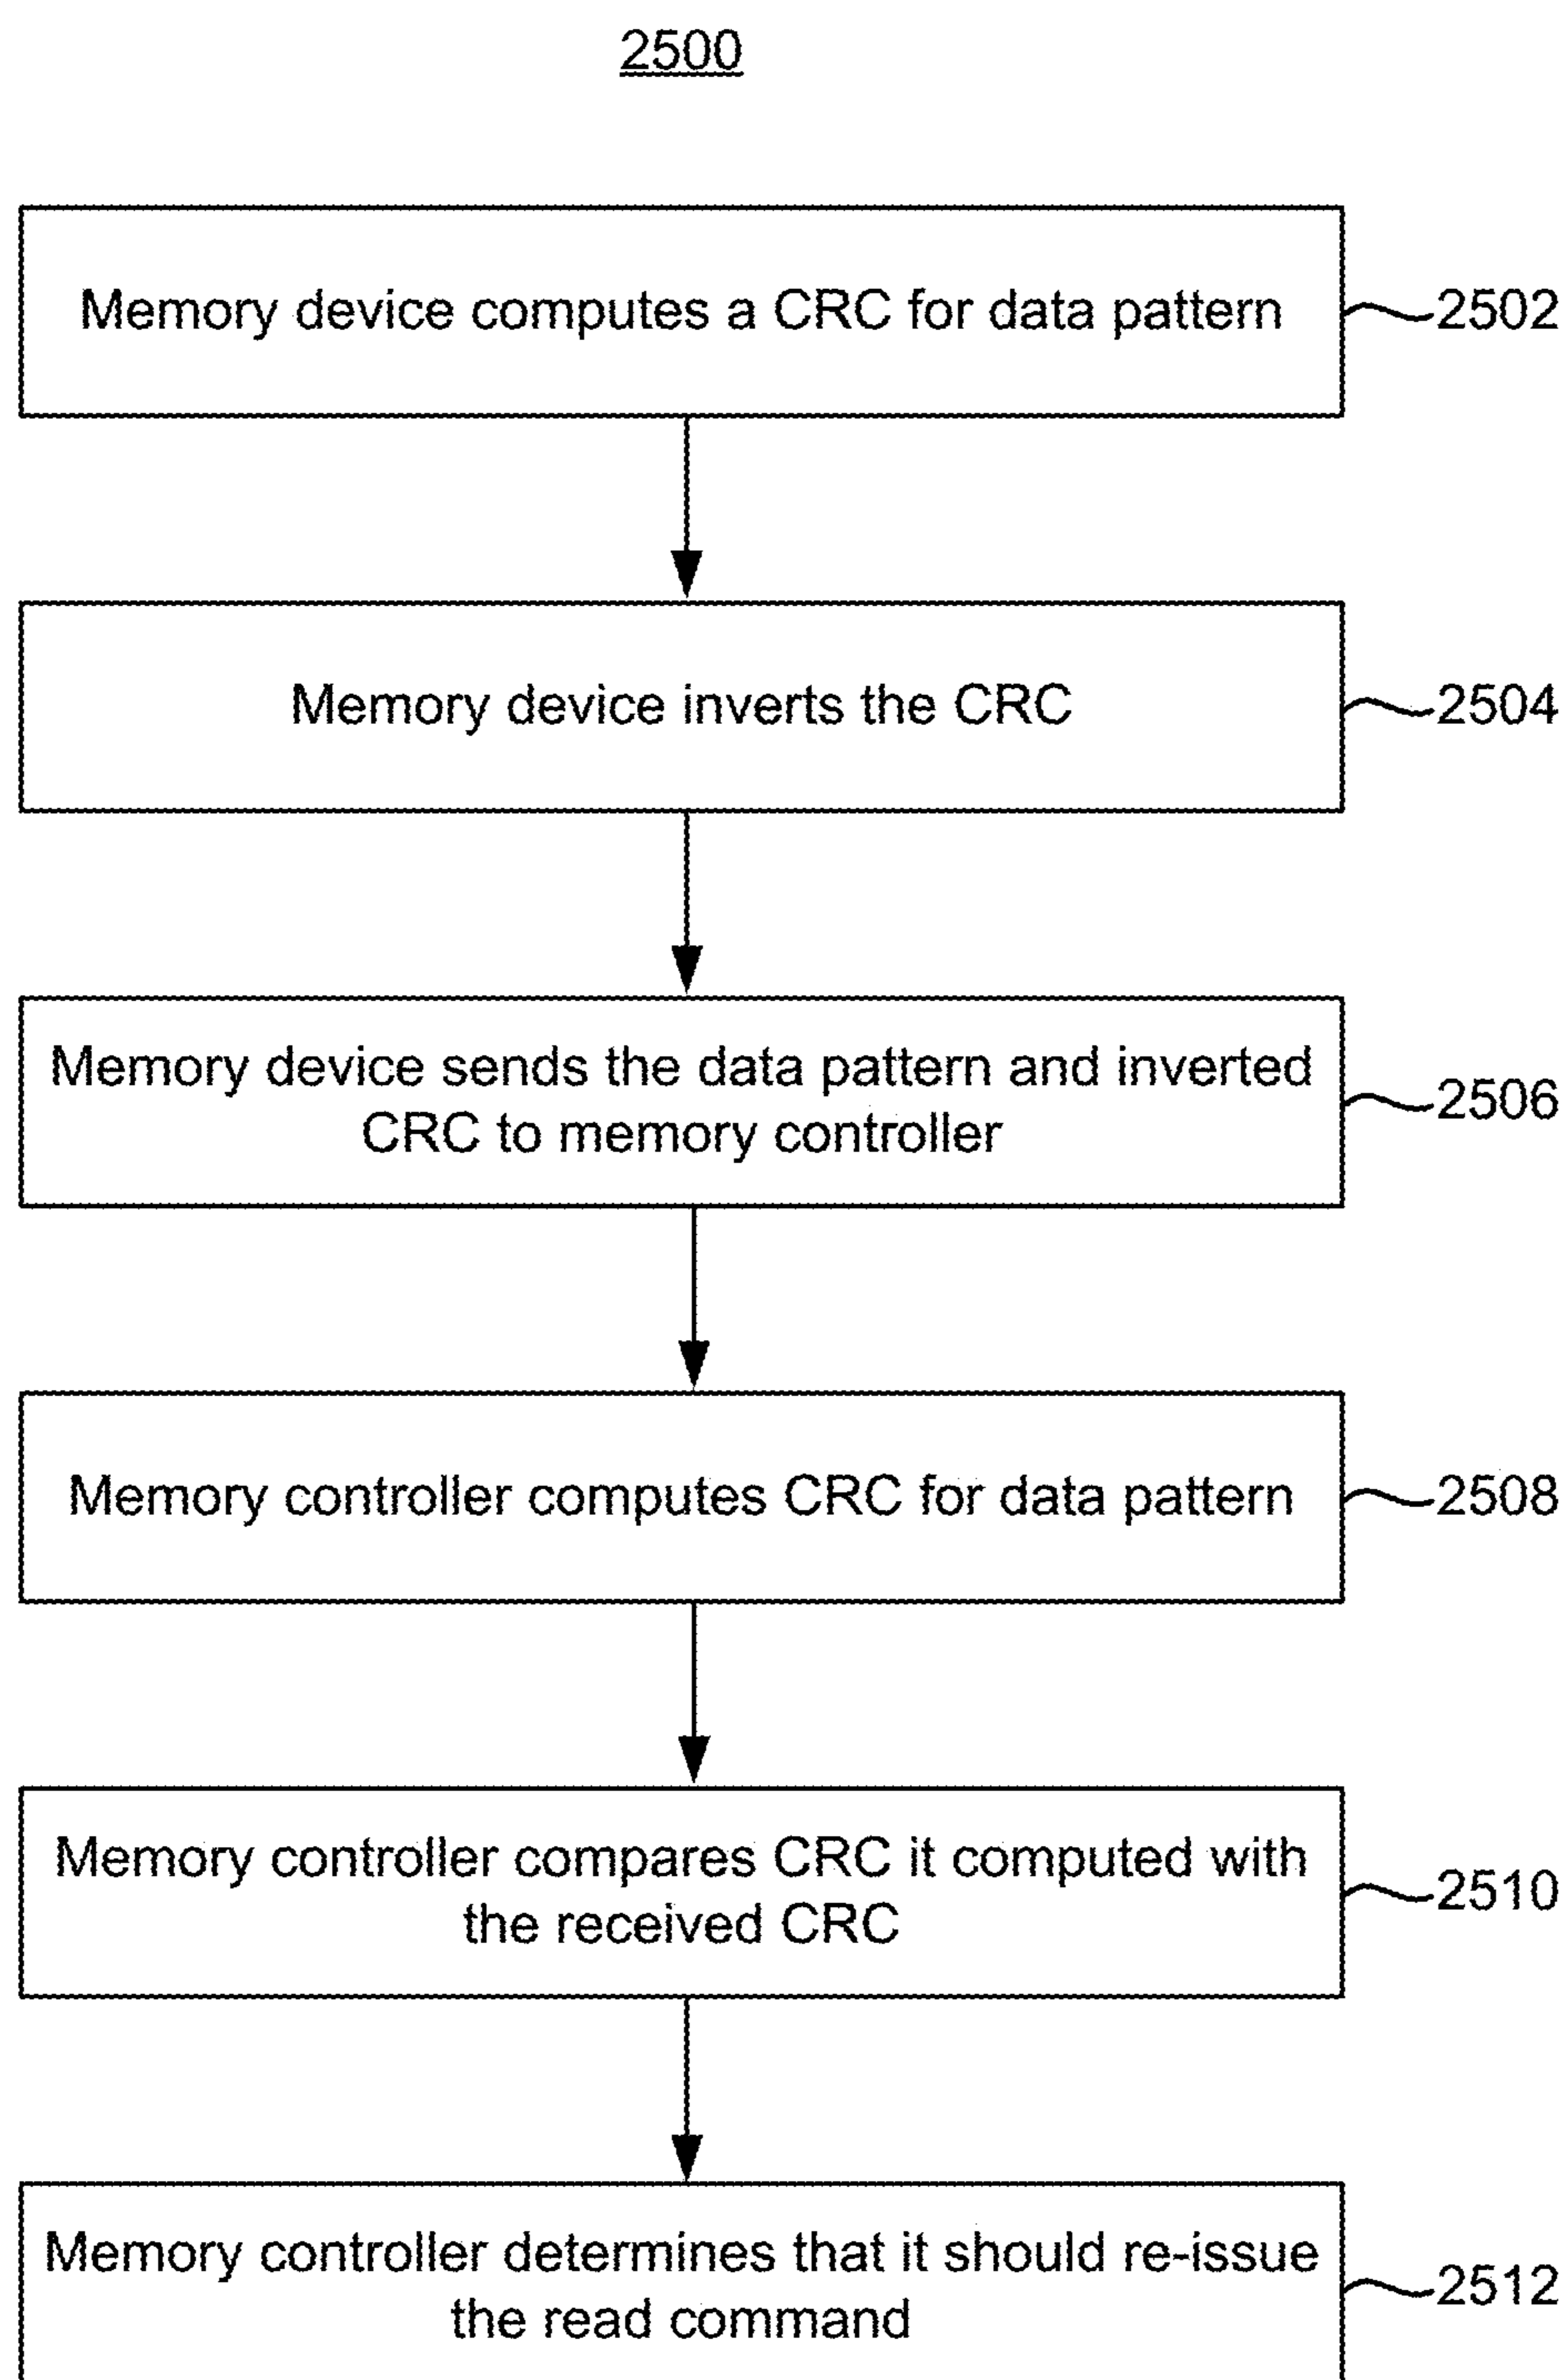 2500
Memory device computes a CRC for data pattern
2502
Memory device inverts the CRC
2504
Memory device sends the data pattern and inverted
CRC to memory controller
2506
Memory controller computes CRC for data pattern
2508
Memory controller compares CRC it computed with
the received CRC
2510
Memory controller determines that it should re-issue
the read command
2512